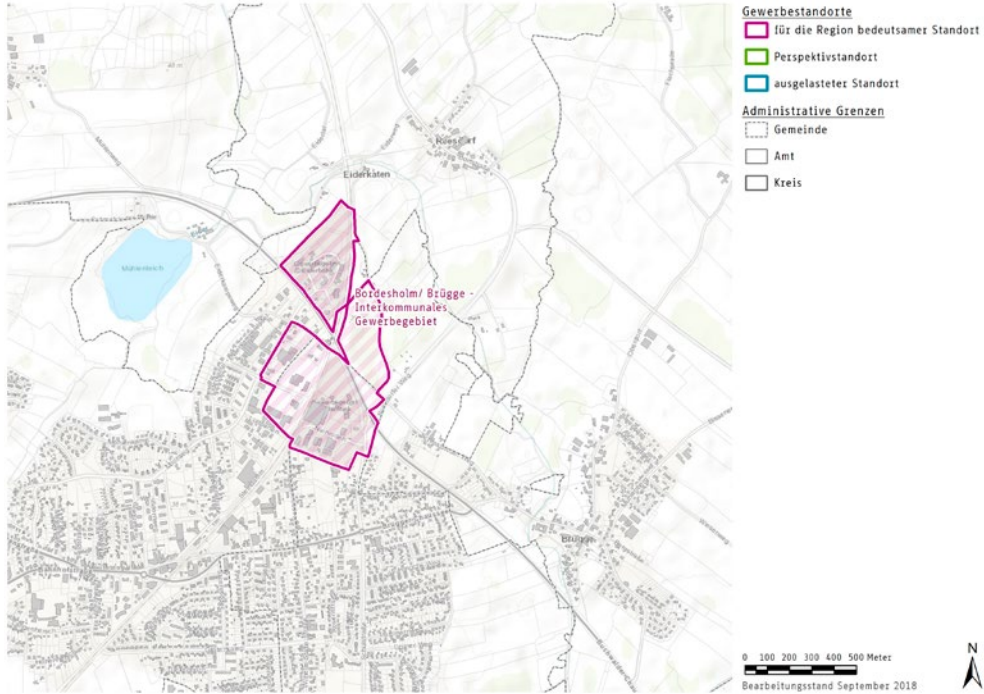 Gewerbestandorte
für die Region bedeutsamer Standort
Perspektivstandort
ausgelasteter Standort
Administrative Grenzen
Gemeinde
Amt
Kreis
Eiderkaten
Mühlenteich
Bordesholm/ Brügge -
Interkommunales
Gewerbegebiet
Brügge
N
0 100 200 300 400 500 Meter
Bearbeitungsstand September 2018